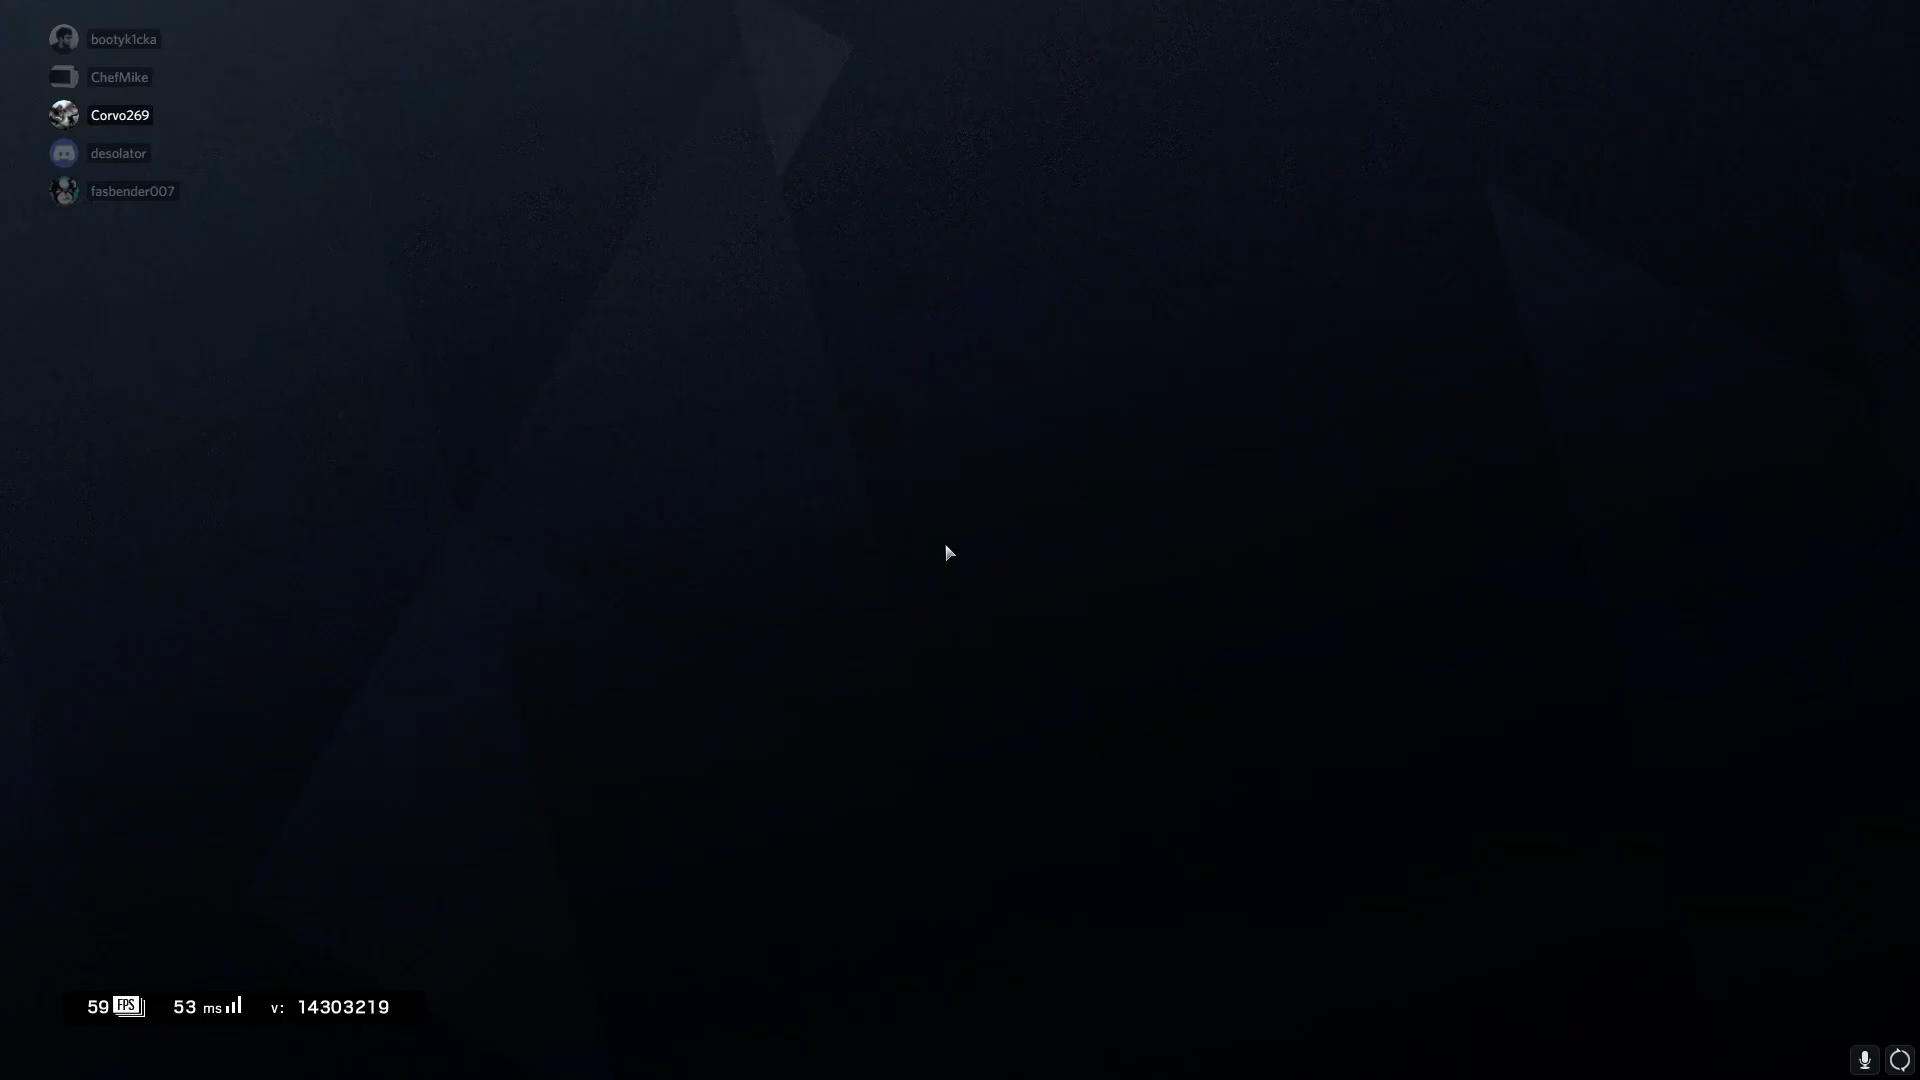 bootyk1cka
ChefMike
Corvo269
desolator
fasbender007
59 FPS 53 ms v: 14303219